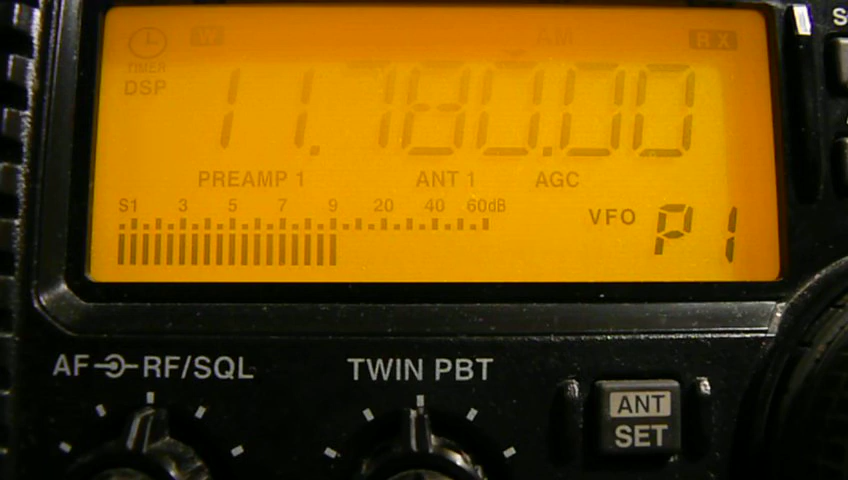 W AM RX
TIMER
DSP
11.780.00
PREAMP 1 ANT 1 AGC
S1 3 5 7 9 20 40 60dB
VFO P1
AF RF/SQL TWIN PBT
ANT
SET
S